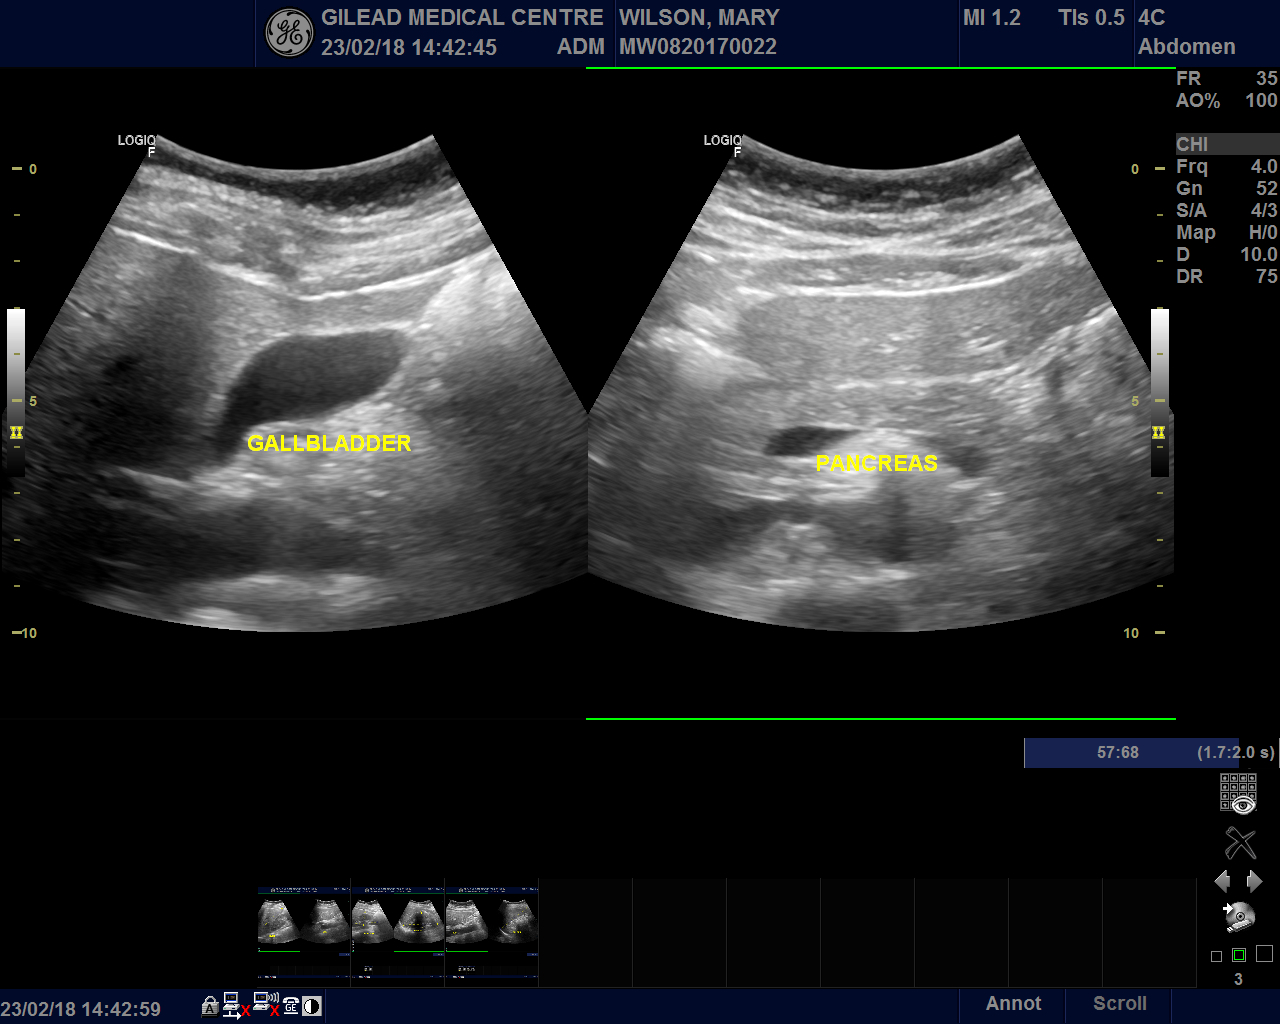 GILEAD MEDICAL CENTRE
23/02/18 14:42:45 ADM
WILSON, MARY
MW0820170022
MI 1.2 TIs 0.5
4C
Abdomen
FR 35
AO% 100
CHI
Frq 4.0
Gn 52
S/A 4/3
Map H/0
D 10.0
DR 75
LOGIQ
F
LOGIQ
F
0
5
10
0
5
10
GALLBLADDER
PANCREAS
57:68 (1.7:2.0 s)
3
23/02/18 14:42:59
A
GE
Annot
Scroll